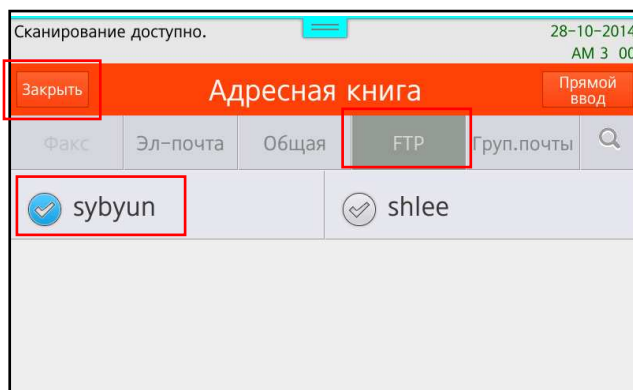 Сканирование доступно.
28-10-2014
AM 3 00
Закрыть
Адресная книга
Прямой
ввод
Факс
Эл-почта
Общая
FTP
Груп.почты
sybyun
shlee